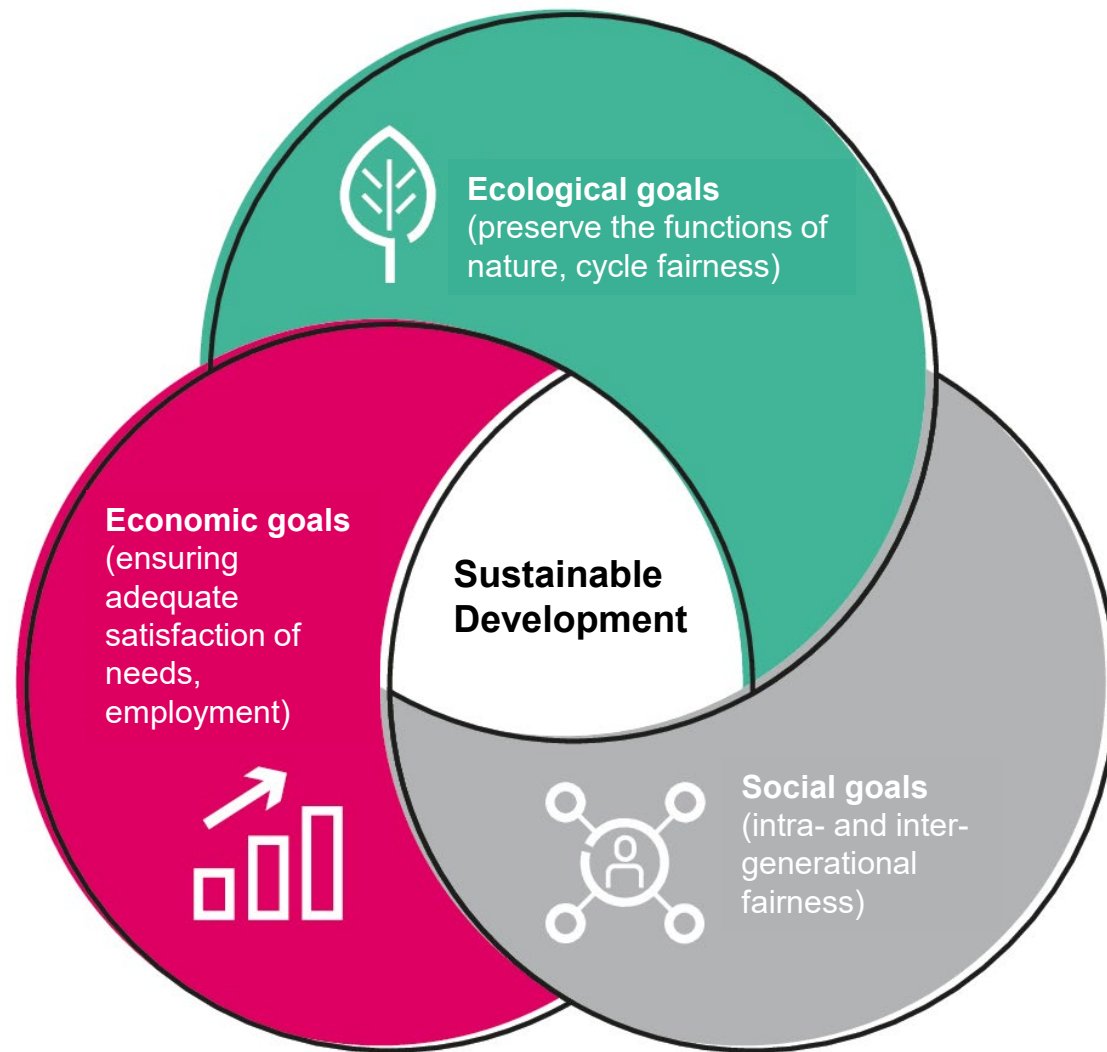 Ecological goals
(preserve the functions of
nature, cycle fairness)
Economic goals
(ensuring
adequate
satisfaction of
needs,
employment)
Sustainable
Development
Social goals
(intra- and inter-
generational
fairness)